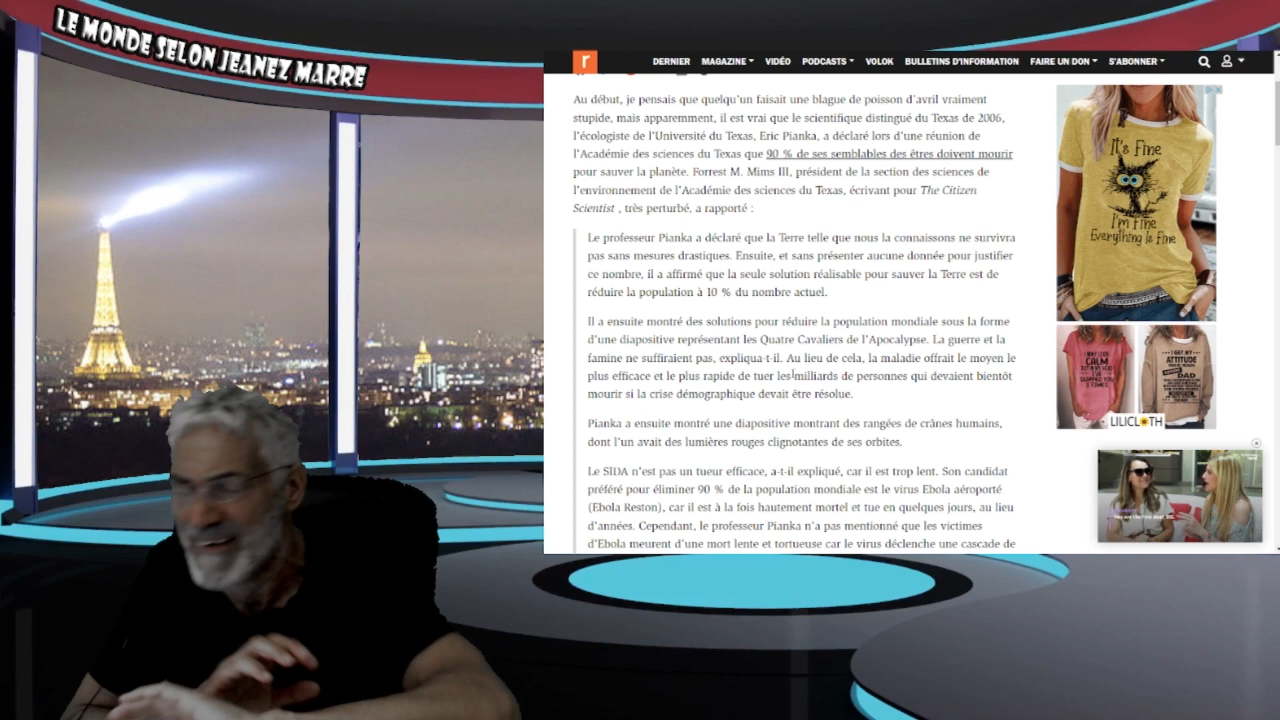 LE MONDE SELON JEANEZ MARRE
r DERNIER MAGAZINE VIDÉO PODCASTS VOLOK BULLETINS D'INFORMATION FAIRE UN DON S'ABONNER
Au début, je pensais que quelqu'un faisait une blague de poisson d'avril vraiment
stupide, mais apparemment, il est vrai que le scientifique distingué du Texas de 2006,
l'écologiste de l'Université du Texas, Eric Pianka, a déclaré lors d'une réunion de
l'Académie des sciences du Texas que 90 % de ses semblables des êtres doivent mourir
pour sauver la planète. Forrest M. Mims III, président de la section des sciences de
l'environnement de l'Académie des sciences du Texas, écrivant pour The Citizen
Scientist , très perturbé, a rapporté :
Le professeur Pianka a déclaré que la Terre telle que nous la connaissons ne survivra
pas sans mesures drastiques. Ensuite, et sans présenter aucune donnée pour justifier
ce nombre, il a affirmé que la seule solution réalisable pour sauver la Terre est de
réduire la population à 10 % du nombre actuel.
Il a ensuite montré des solutions pour réduire la population mondiale sous la forme
d'une diapositive représentant les Quatre Cavaliers de l'Apocalypse. La guerre et la
famine ne suffiraient pas, expliqua-t-il. Au lieu de cela, la maladie offrait le moyen le
plus efficace et le plus rapide de tuer les milliards de personnes qui devaient bientôt
mourir si la crise démographique devait être résolue.
Pianka a ensuite montré une diapositive montrant des rangées de crânes humains,
dont l'un avait des lumières rouges clignotantes de ses orbites.
Le SIDA n'est pas un tueur efficace, a-t-il expliqué, car il est trop lent. Son candidat
préféré pour éliminer 90 % de la population mondiale est le virus Ebola aéroporté
(Ebola Reston), car il est à la fois hautement mortel et tue en quelques jours, au lieu
d'années. Cependant, le professeur Pianka n'a pas mentionné que les victimes
d'Ebola meurent d'une mort lente et tortueuse car le virus déclenche une cascade de
It's Fine
I'm Fine
Everything Is Fine
CALM
ATTITUDE
DAD
LILICLOTH